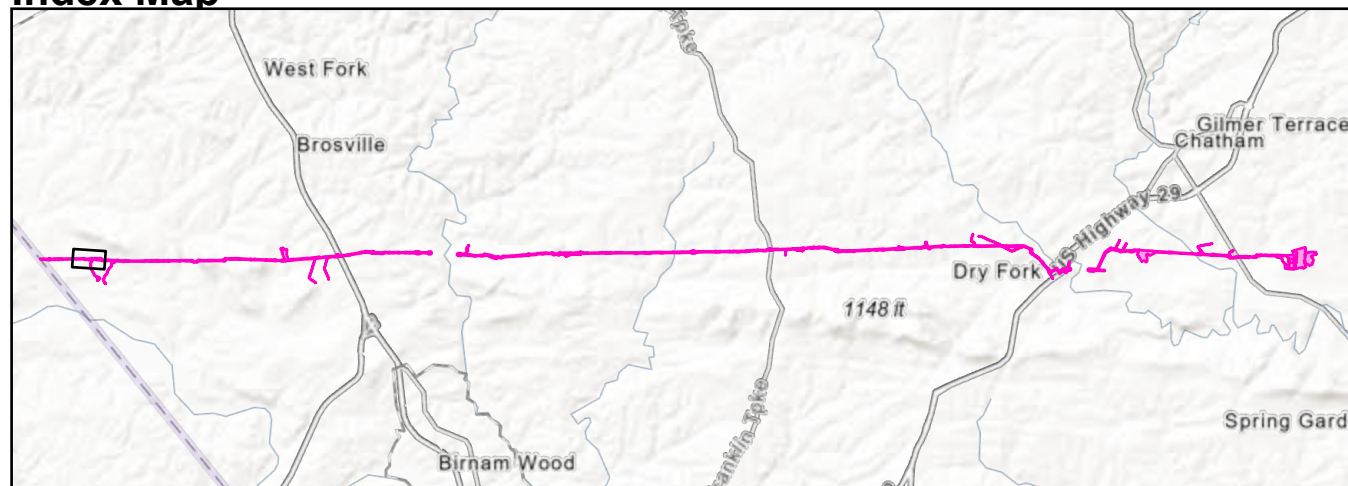 Index Map
Tpke
West Fork
Brosville
Gilmer Terrace
Chatham
US Highway 29
Dry Fork
1148 ft
Franklin Tpke
Spring Gard
Birnam Wood